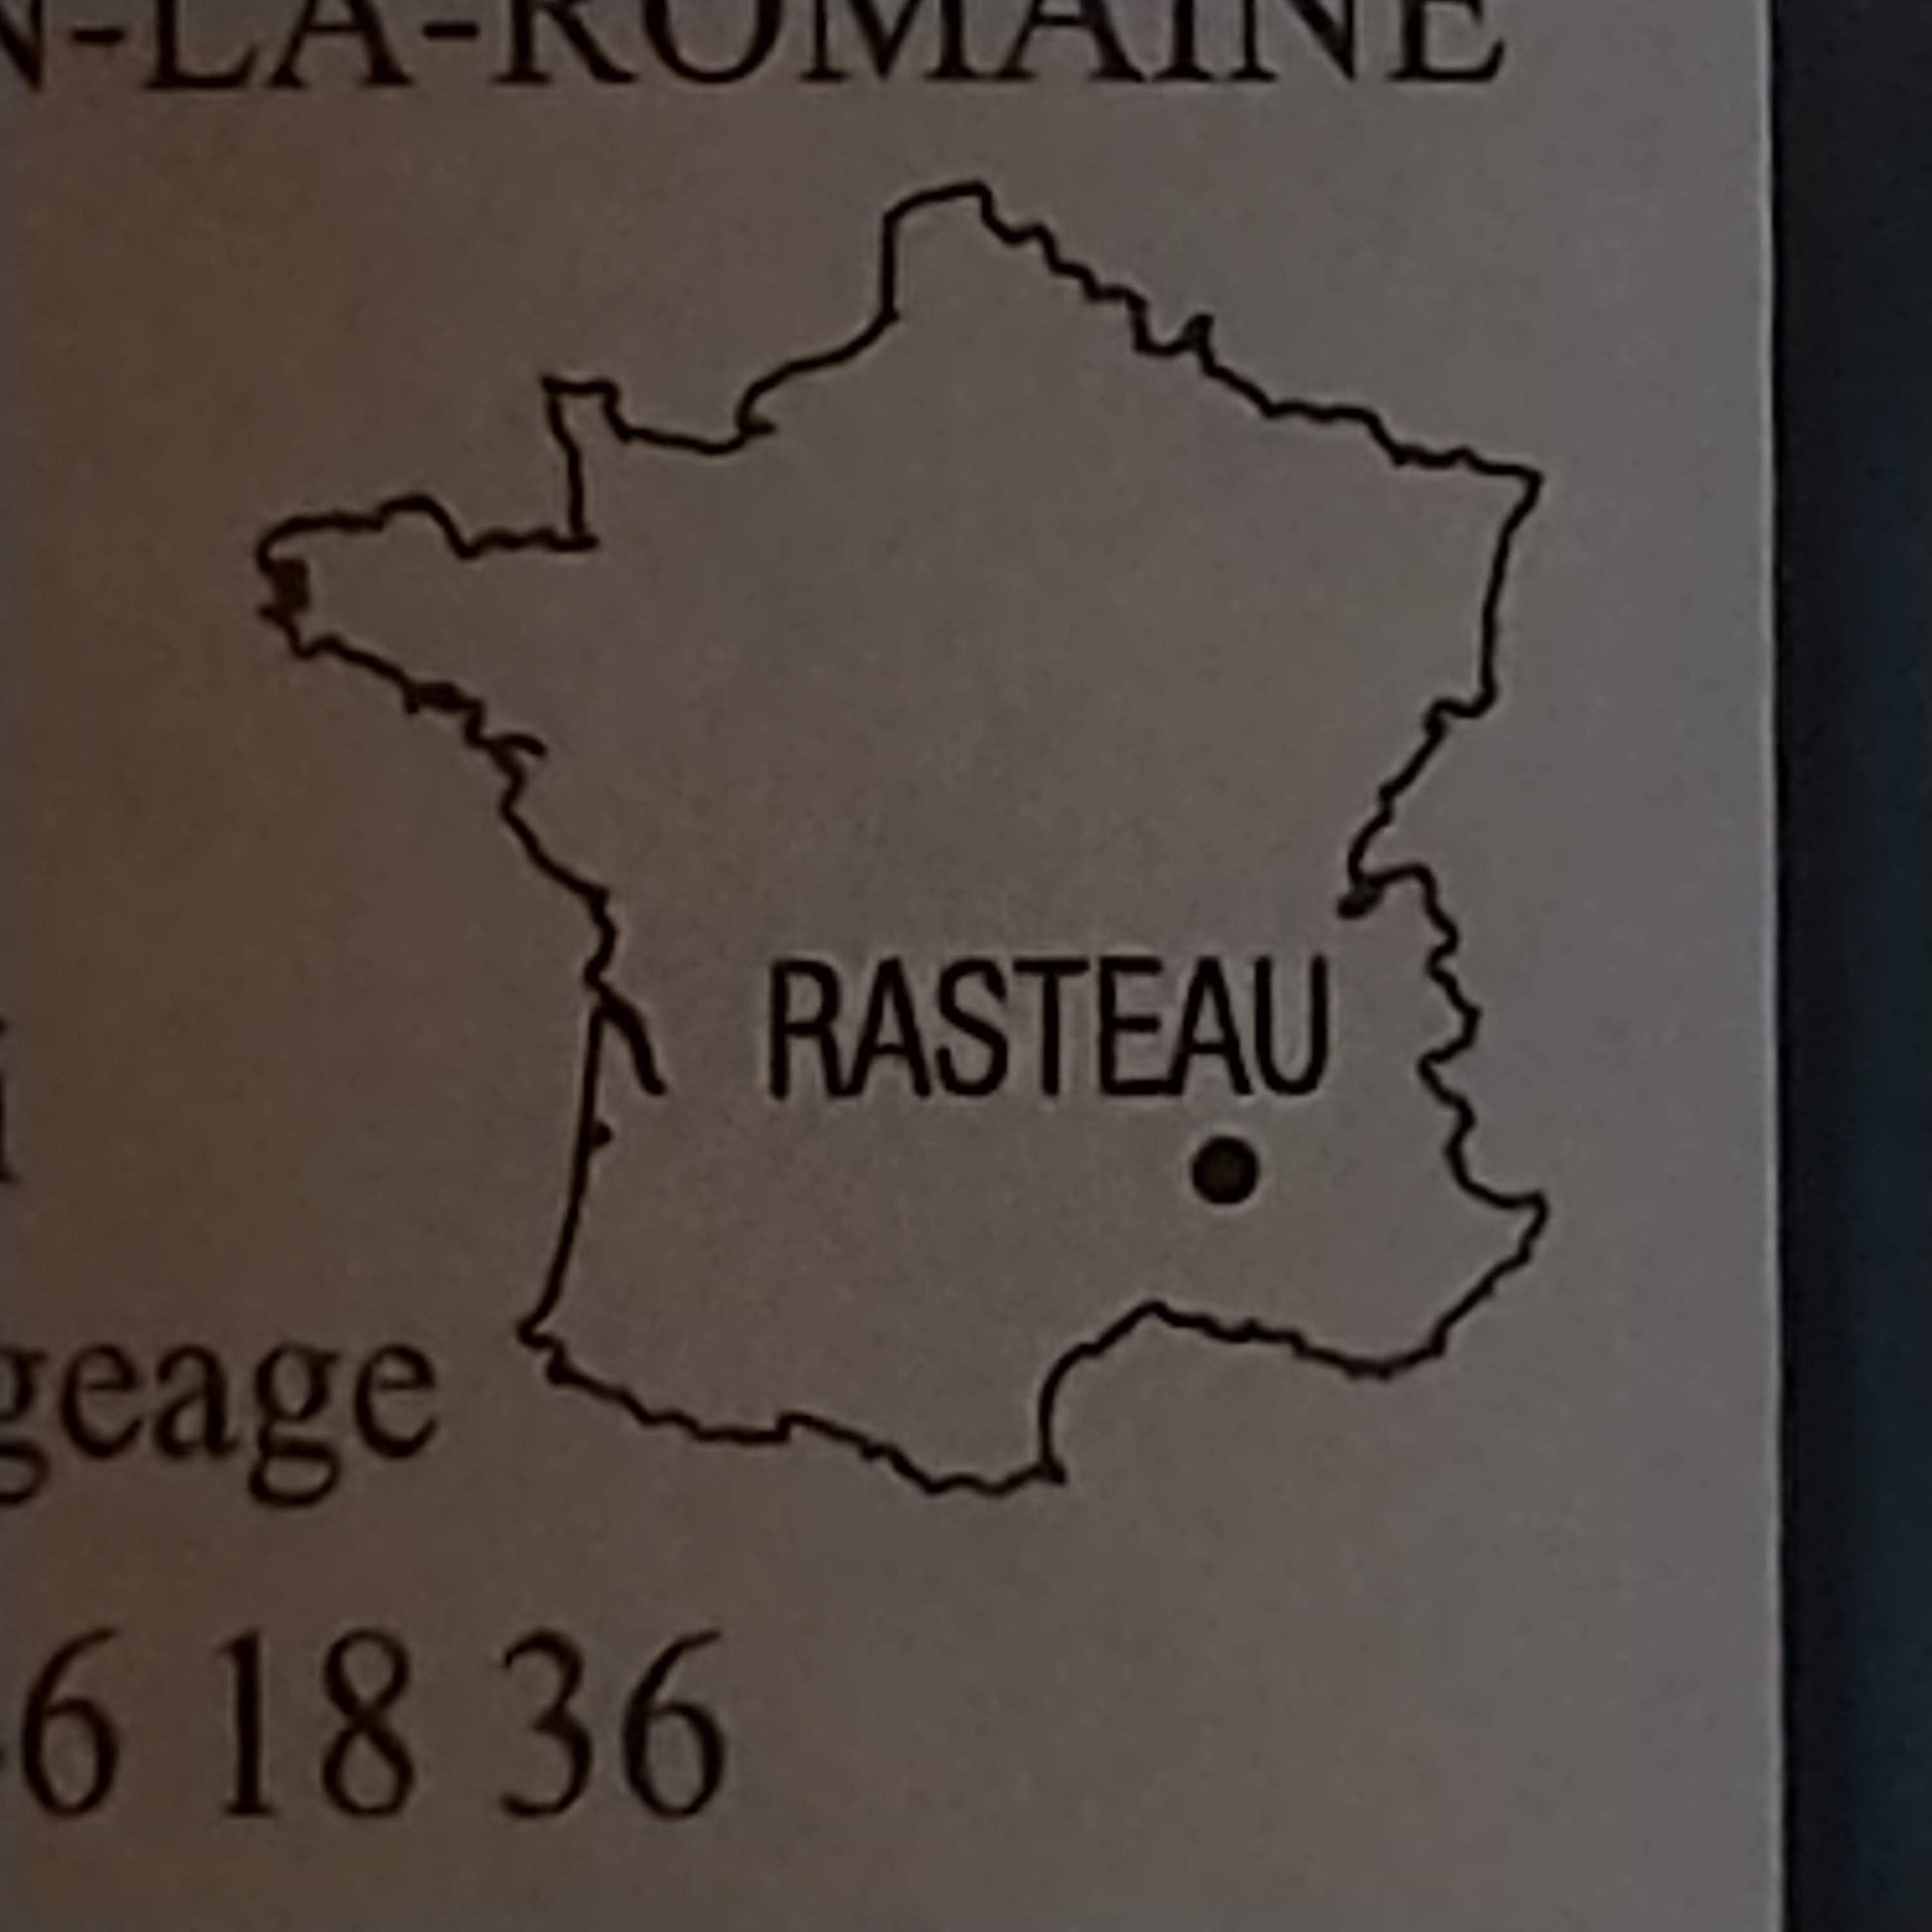 N-LA-ROMAINE
RASTEAU
geage
6 18 36